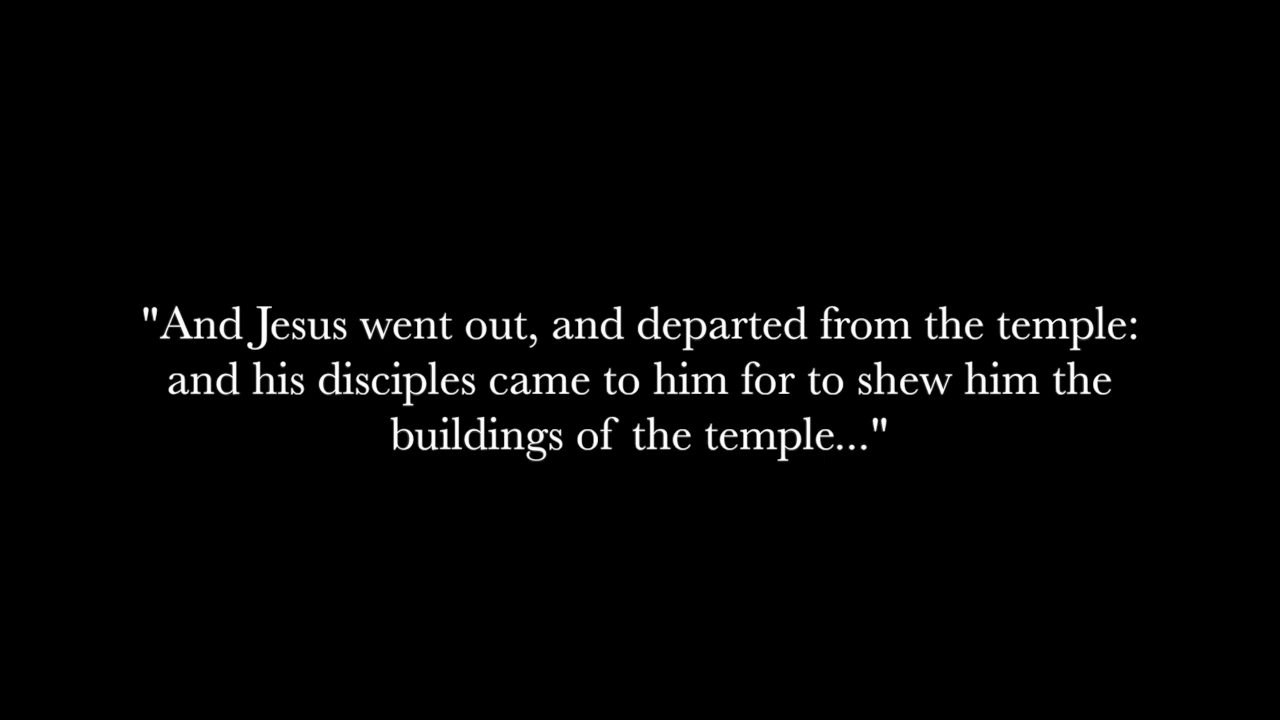 "And Jesus went out, and departed from the temple:
and his disciples came to him for to shew him the
buildings of the temple..."